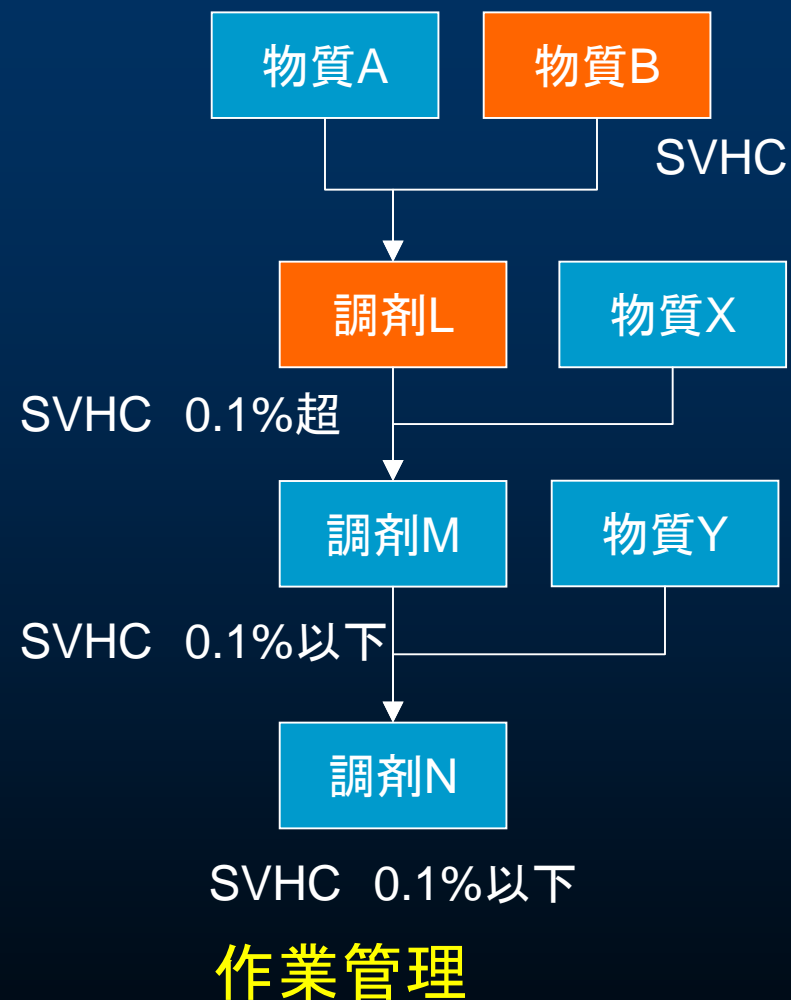 物質A
物質B
SVHC
調剤L
物質X
SVHC 0.1%超
調剤M
物質Y
SVHC 0.1%以下
調剤N
SVHC 0.1%以下
作業管理